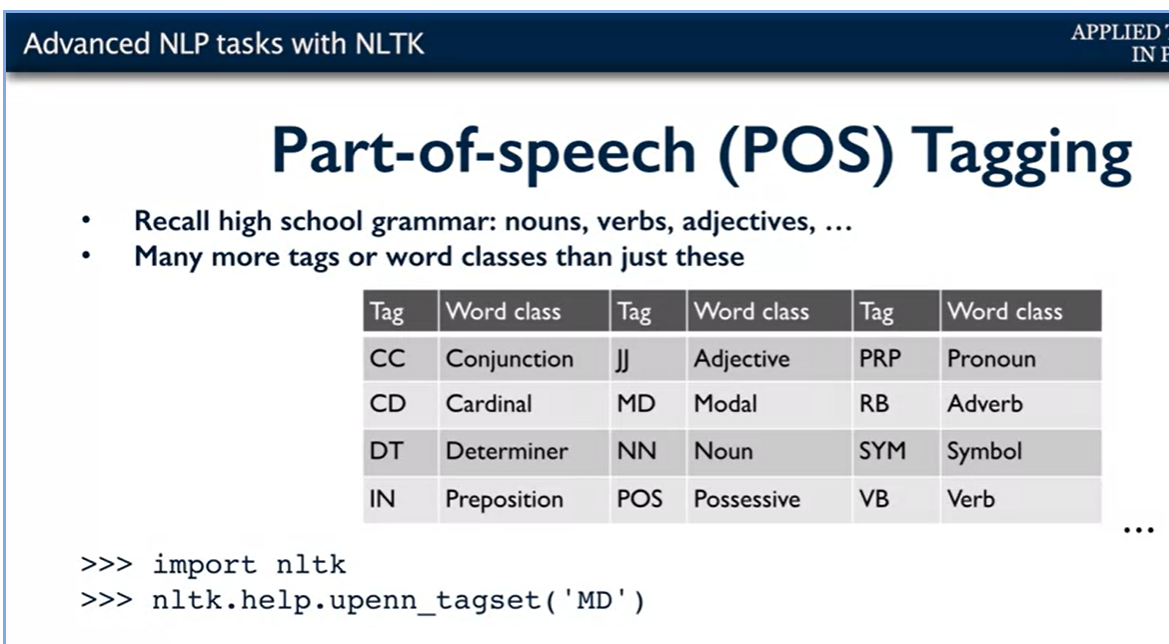 Advanced NLP tasks with NLTK
APPLIED
IN
Part-of-speech (POS) Tagging
• Recall high school grammar: nouns, verbs, adjectives, …
• Many more tags or word classes than just these
Tag Word class Tag Word class Tag Word class
CC Conjunction JJ Adjective PRP Pronoun
CD Cardinal MD Modal RB Adverb
DT Determiner NN Noun SYM Symbol
IN Preposition POS Possessive VB Verb
…
>>> import nltk
>>> nltk.help.upenn_tagset('MD')